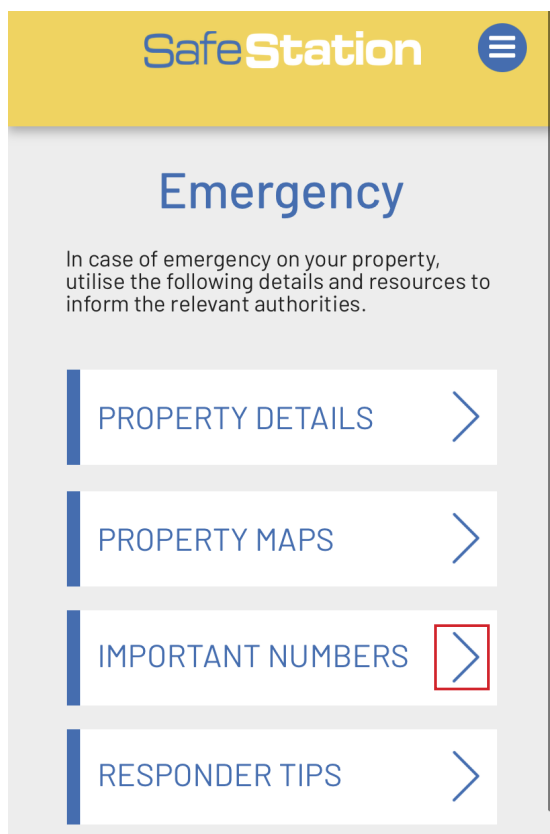 SafeStation
Emergency
In case of emergency on your property,
utilise the following details and resources to
inform the relevant authorities.
PROPERTY DETAILS
PROPERTY MAPS
IMPORTANT NUMBERS
RESPONDER TIPS